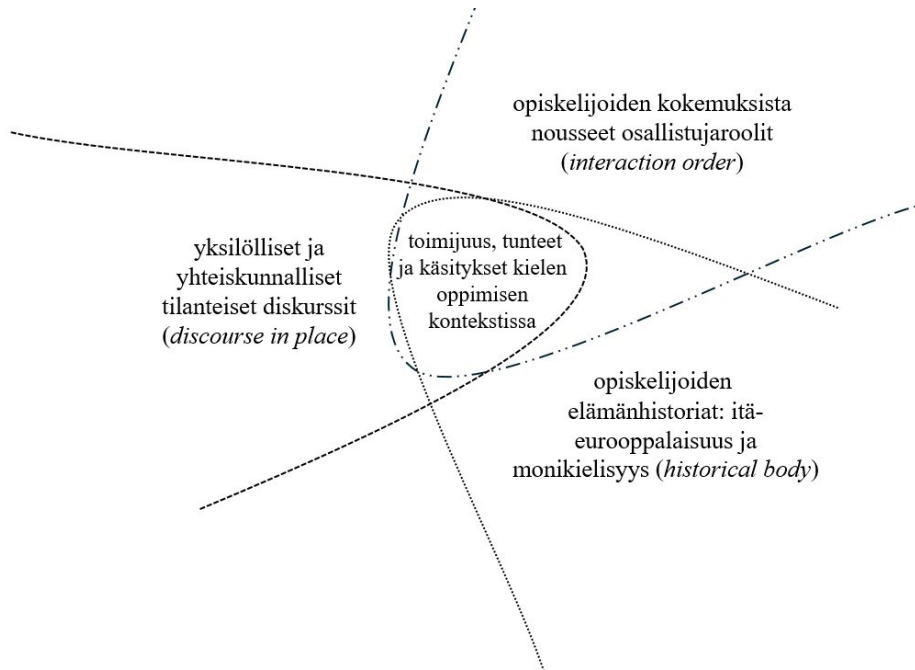 opiskelijoiden kokemuksista
nousseet osallistujaroolit
(interaction order)
yksilölliset ja
yhteiskunnalliset
tilanteiset diskurssit
(discourse in place)
toimijuus, tunteet
ja käsitykset kielen
oppimisen
kontekstissa
opiskelijoiden
elämänhistoriat: itä-
eurooppalaisuus ja
monikielisyys (historical body)